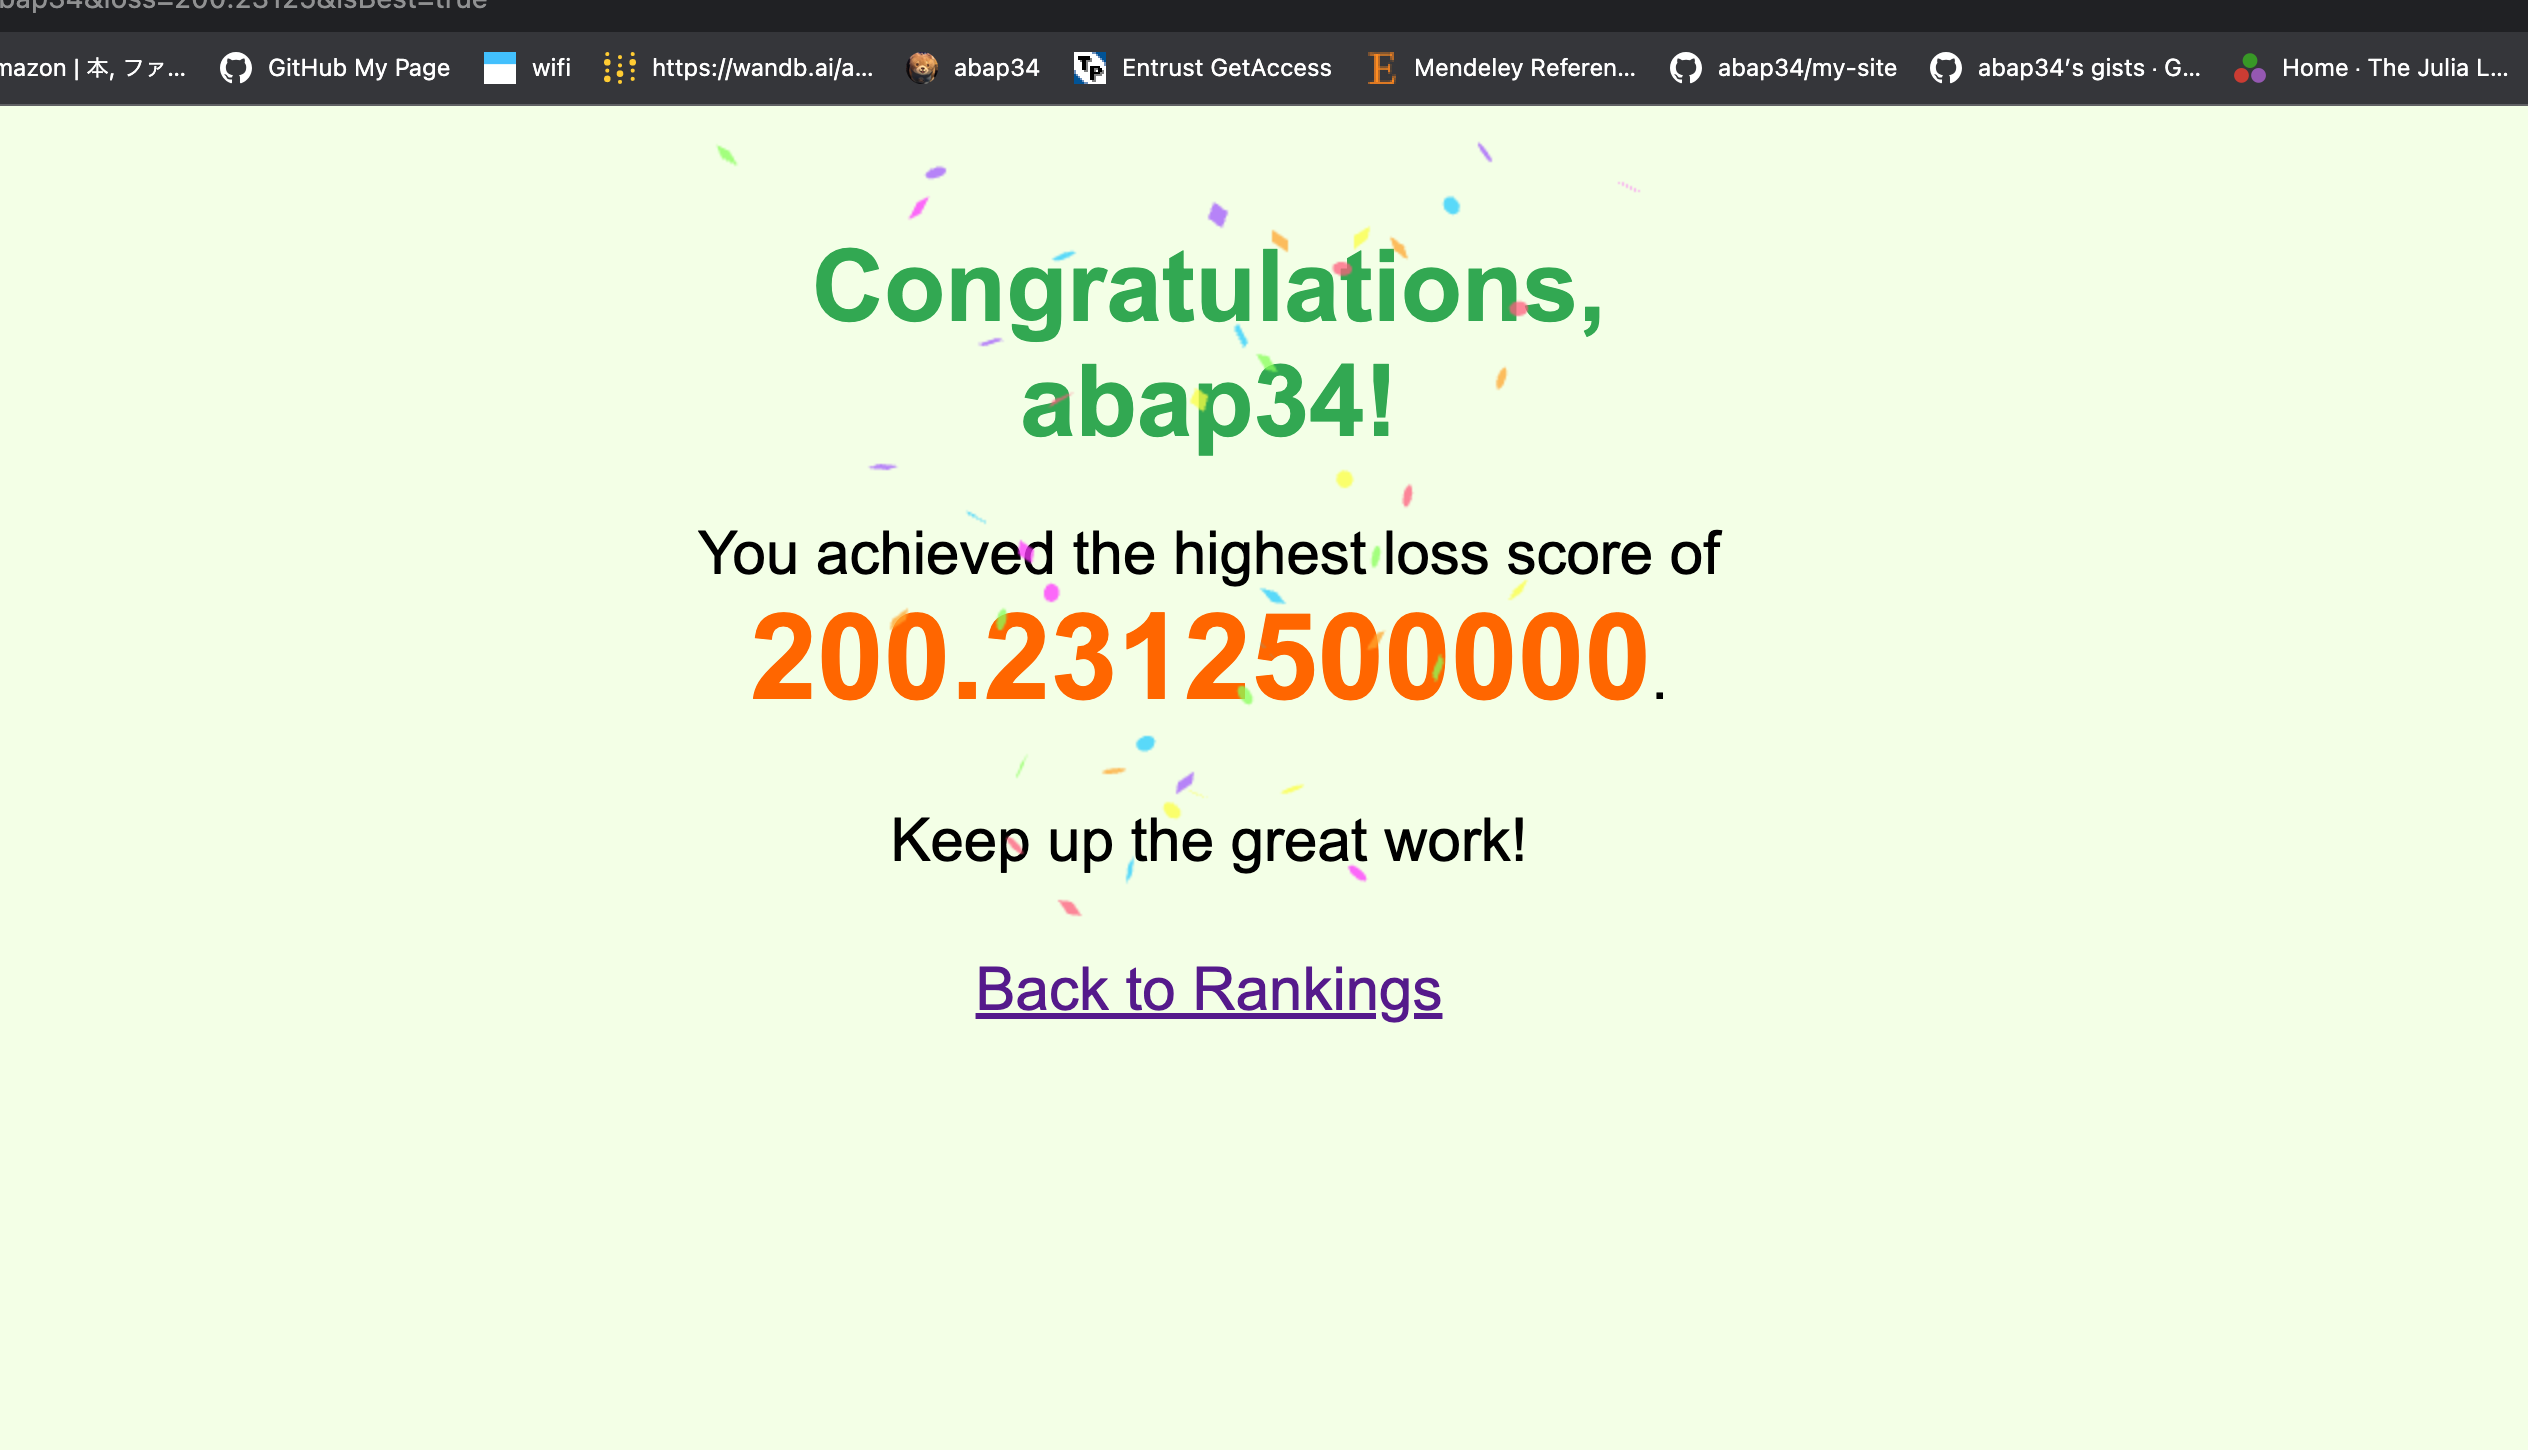 bap34&loss=200.23125&isBest=true
mazon | 本, ファ...
GitHub My Page
wifi
https://wandb.ai/a...
abap34
Entrust GetAccess
Mendeley Referen...
abap34/my-site
abap34's gists · G...
Home · The Julia L...
Congratulations,
abap34!
You achieved the highest loss score of
200.2312500000.
Keep up the great work!
Back to Rankings